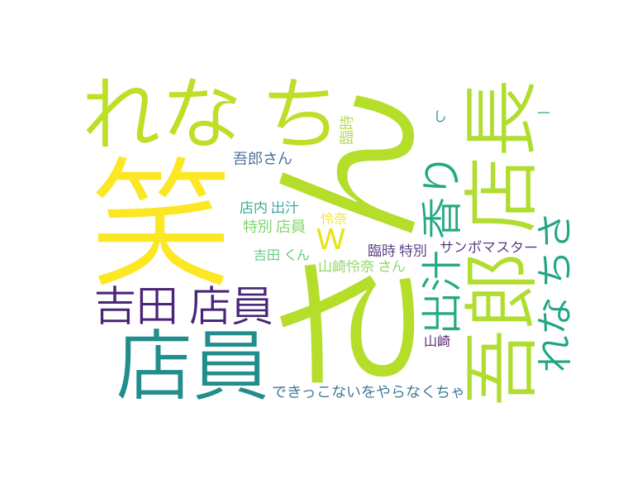 れな ち
臨時
し
ー
吾郎さん
笑
さん
吾郎 店長
香り 出汁
れな ちさ
店内 出汁
特別 店員
怜奈
w
吉田 くん
臨時 特別
サンボマスター
山崎怜奈 さん
吉田 店員
店員
山崎
できっこないをやらなくちゃ